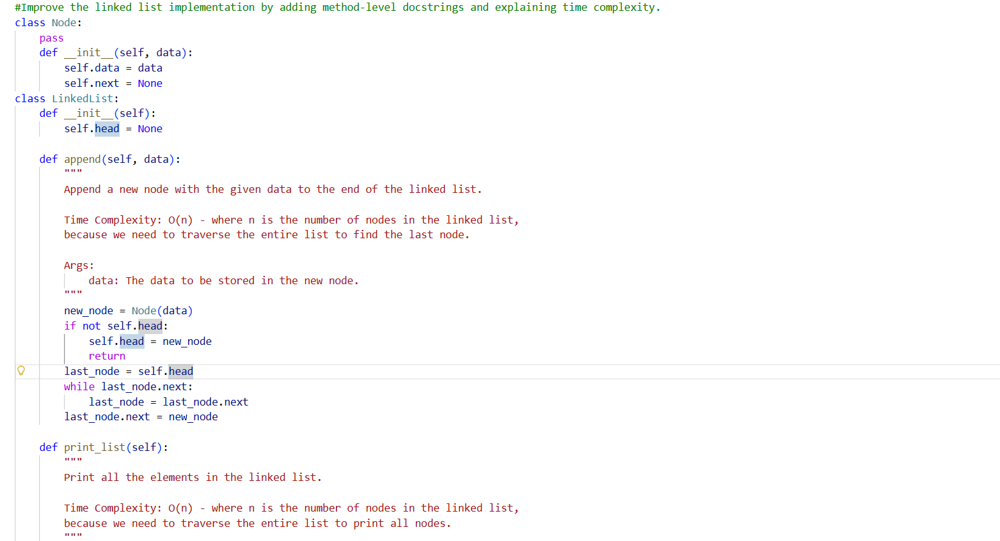 #Improve the linked list implementation by adding method-level docstrings and explaining time complexity.
class Node:
    pass
    def __init__(self, data):
        self.data = data
        self.next = None
class LinkedList:
    def __init__(self):
        self.head = None

    def append(self, data):
        """
        Append a new node with the given data to the end of the linked list.

        Time Complexity: O(n) - where n is the number of nodes in the linked list,
        because we need to traverse the entire list to find the last node.

        Args:
            data: The data to be stored in the new node.
        """
        new_node = Node(data)
        if not self.head:
            self.head = new_node
            return
        last_node = self.head
        while last_node.next:
            last_node = last_node.next
        last_node.next = new_node

    def print_list(self):
        """
        Print all the elements in the linked list.

        Time Complexity: O(n) - where n is the number of nodes in the linked list,
        because we need to traverse the entire list to print all nodes.
        """